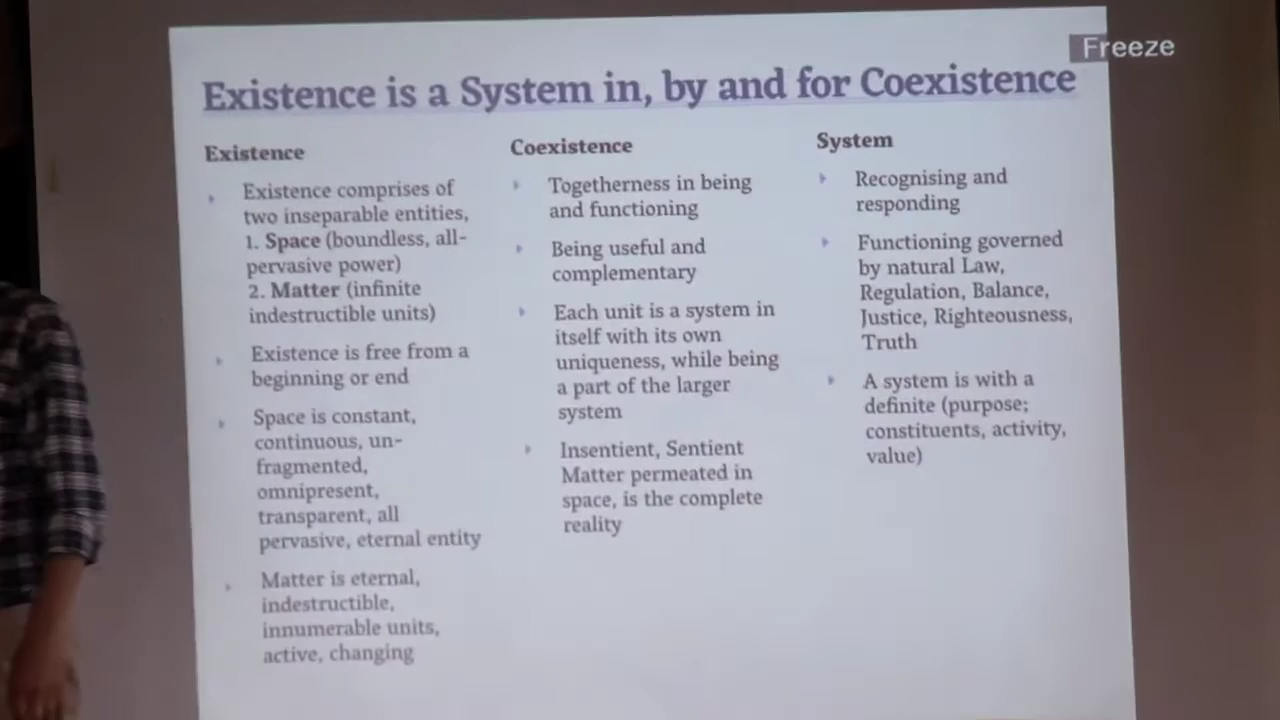 Freeze
Existence is a System in, by and for Coexistence
Existence
Existence comprises of
two inseparable entities,
1. Space (boundless, all-
pervasive power)
2. Matter (infinite
indestructible units)
Existence is free from a
beginning or end
Space is constant,
continuous, un-
fragmented,
omnipresent,
transparent, all
pervasive, eternal entity
Matter is eternal,
indestructible,
innumerable units,
active, changing
Coexistence
Togetherness in being
and functioning
Being useful and
complementary
Each unit is a system in
itself with its own
uniqueness, while being
a part of the larger
system
Insentient, Sentient
Matter permeated in
space, is the complete
reality
System
Recognising and
responding
Functioning governed
by natural Law,
Regulation, Balance,
Justice, Righteousness,
Truth
A system is with a
definite (purpose;
constituents, activity,
value)